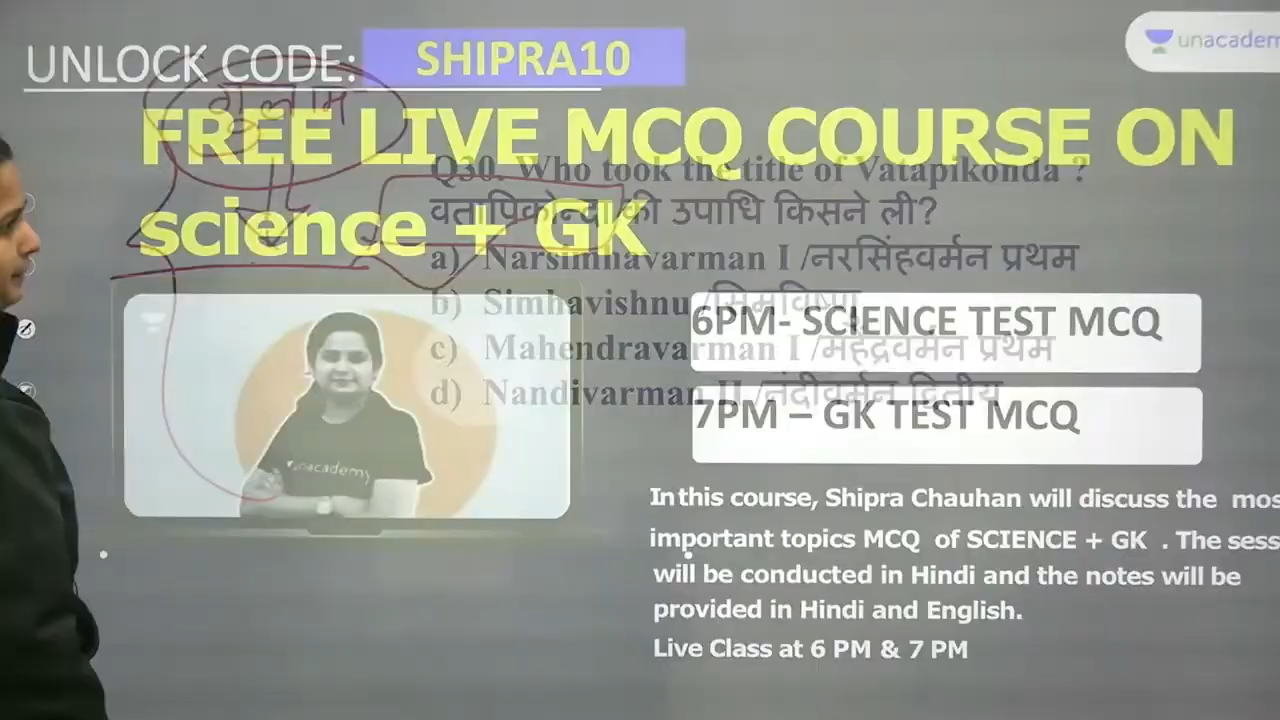 UNLOCK CODE: SHIPRA10
unacadem
गुलाम
FREE LIVE MCQ COURSE ON
science + GK
Q30. Who took the title of Vatapikonda ?
वतापिकोन्दा की उपाधि किसने ली?
a) Narsimhavarman I /नरसिंहवर्मन प्रथम
b) Simhavishnu
c) Mahendravarman I /महेंद्रवर्मन प्रथम
d) Nandivarman II /नंदीवर्मन द्वितीय
6PM- SCIENCE TEST MCQ
7PM – GK TEST MCQ
unacademy
In this course, Shipra Chauhan will discuss the mos
important topics MCQ of SCIENCE + GK . The sess
will be conducted in Hindi and the notes will be
provided in Hindi and English.
Live Class at 6 PM & 7 PM